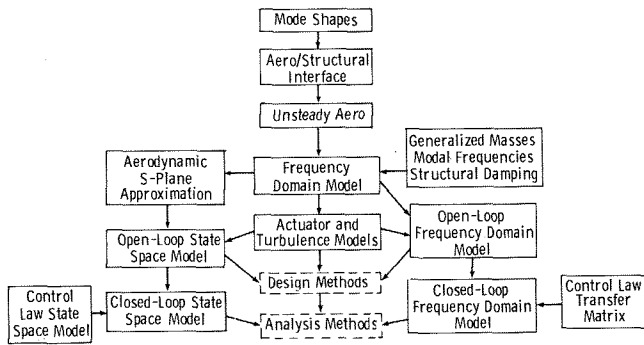 Mode Shapes
Aero/Structural
Interface
Unsteady Aero
Generalized Masses
Modal Frequencies
Structural Damping
Aerodynamic
S-Plane
Approximation
Frequency
Domain Model
Actuator and
Turbulence Models
Open-Loop
Frequency Domain
Model
Open-Loop State
Space Model
Design Methods
Control
Law State
Space Model
Closed-Loop State
Space Model
Analysis Methods
Closed-Loop
Frequency Domain
Model
Control Law
Transfer
Matrix